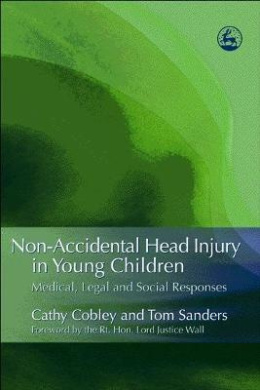 Non-Accidental Head Injury
in Young Children
Medical, Legal and Social Responses
Cathy Cobley and Tom Sanders
Foreword by the Rt. Hon. Lord Justice Wall